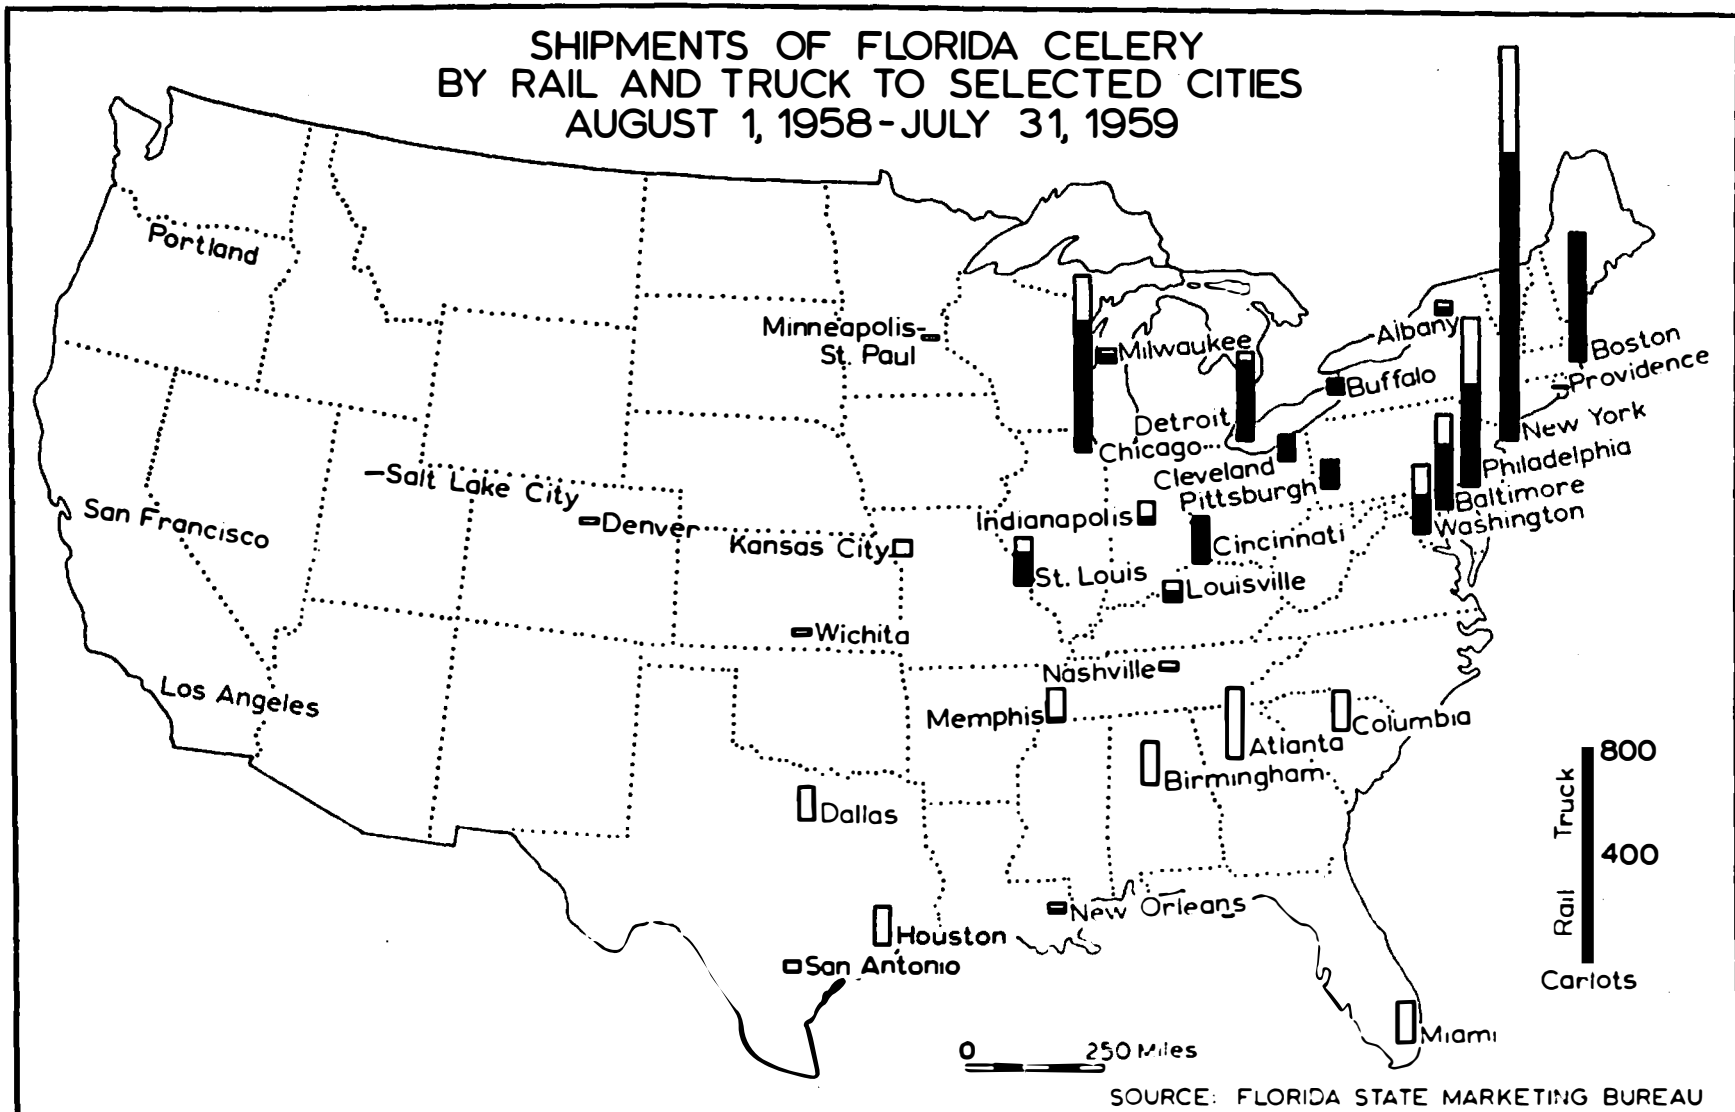 SHIPMENTS OF FLORIDA CELERY
BY RAIL AND TRUCK TO SELECTED CITIES
AUGUST 1, 1958-JULY 31, 1959
Portland
Minneapolis-
St. Paul
Milwaukee
Albany
Boston
Buffalo
Providence
Detroit
New York
Chicago
Cleveland
Philadelphia
Salt Lake City
Pittsburgh
Baltimore
San Francisco
Denver
Indianapolis
Washington
Kansas City
Cincinnati
St. Louis
Louisville
Wichita
Nashville
Los Angeles
Memphis
Columbia
Atlanta
Birmingham
Dallas
800
Truck
400
Rail
Carlots
New Orleans
Houston
San Antonio
Miami
0 250 Miles
SOURCE: FLORIDA STATE MARKETING BUREAU